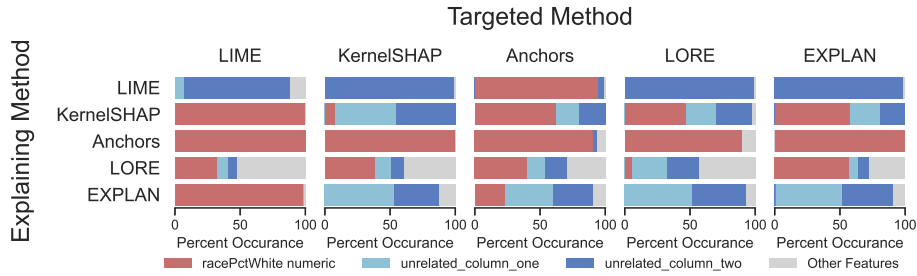 Targeted Method
Explaining Method
LIME KernelSHAP Anchors LORE EXPLAN
LIME
KernelSHAP
Anchors
LORE
EXPLAN
0 50 100 0 50 100 0 50 100 0 50 100 0 50 100
Percent Occurance Percent Occurance Percent Occurance Percent Occurance Percent Occurance
racePctWhite numeric unrelated_column_one unrelated_column_two Other Features